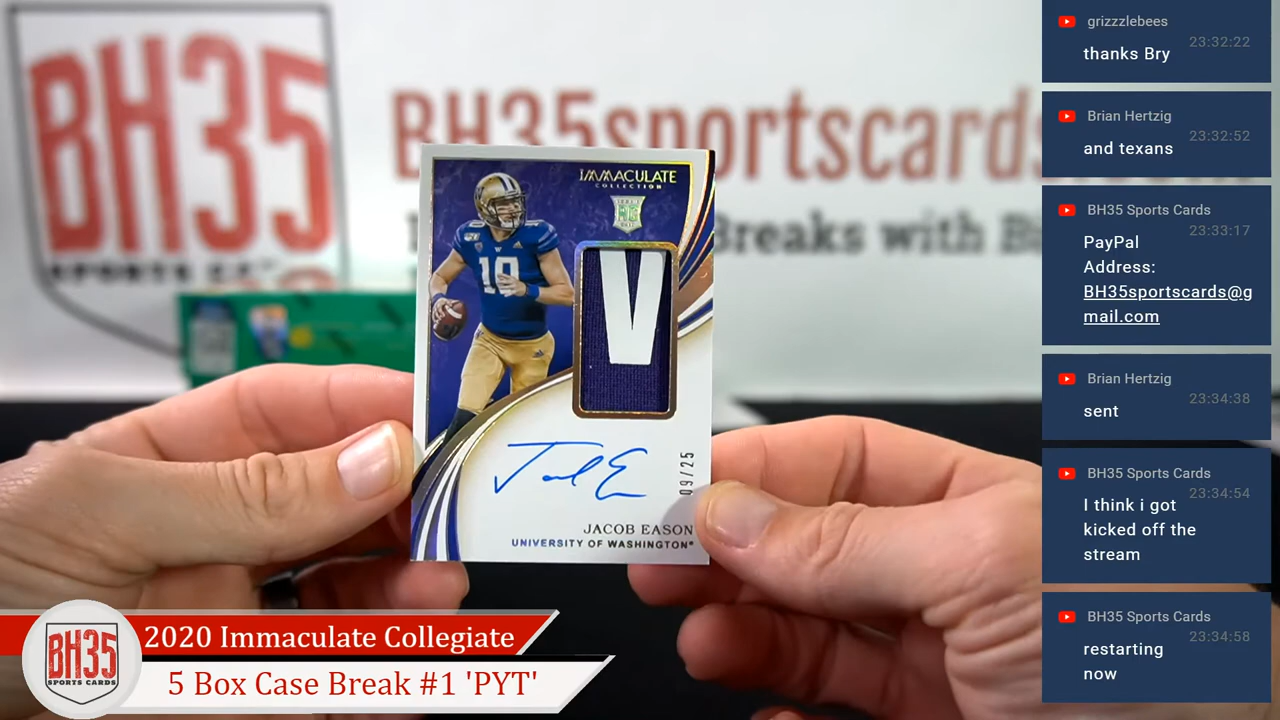 BH35
SPORTS CA
BH35sportscards
Breaks with B
IMMACULATE
COLLECTION
10
V
JACOB EASON
UNIVERSITY OF WASHINGTON
09/25
BH35
SPORTS CARDS
2020 Immaculate Collegiate
5 Box Case Break #1 'PYT'
grizzzlebees
23:32:22
thanks Bry
Brian Hertzig
23:32:52
and texans
BH35 Sports Cards
23:33:17
PayPal
Address:
BH35sportscards@g
mail.com
Brian Hertzig
23:34:38
sent
BH35 Sports Cards
23:34:54
I think i got
kicked off the
stream
BH35 Sports Cards
23:34:58
restarting
now